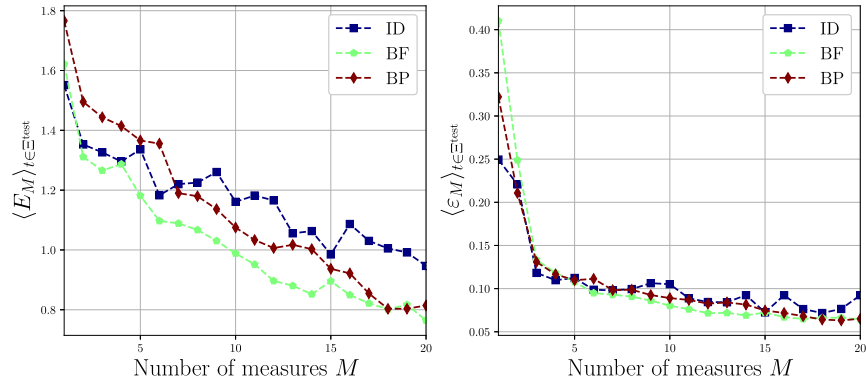 1.8
1.6
1.4
1.2
1.0
0.8
⟨E_M⟩_{t∈Ξ^test}
5
10
15
20
Number of measures M
ID
BF
BP
0.40
0.35
0.30
0.25
0.20
0.15
0.10
0.05
⟨ε_M⟩_{t∈Ξ^test}
5
10
15
20
Number of measures M
ID
BF
BP